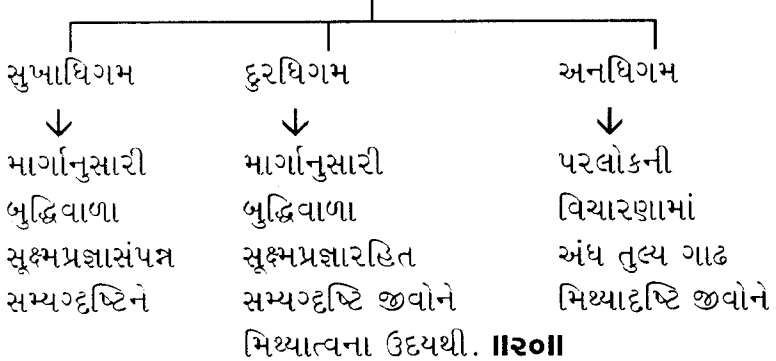 સુખાધિગમ દુરધિગમ અનધિગમ
માર્ગાનુસારી માર્ગાનુસારી પરલોકની
બુદ્ધિવાળા બુદ્ધિવાળા વિચારણામાં
સૂક્ષ્મપ્રજ્ઞાસંપન્ન સૂક્ષ્મપ્રજ્ઞારહિત અંધ તુલ્ય ગાઢ
સમ્યગ્દૃષ્ટિને સમ્યગ્દૃષ્ટિ જીવોને મિથ્યાદૃષ્ટિ જીવોને
મિથ્યાત્વના ઉદયથી. ॥૨૦॥